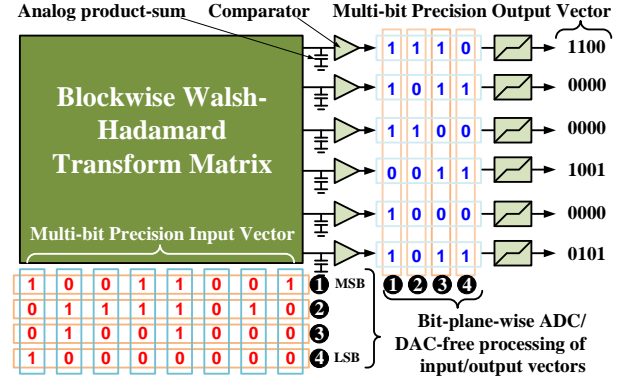 Analog product-sum Comparator Multi-bit Precision Output Vector
Blockwise Walsh-
Hadamard
Transform Matrix
1 1 1 0 1100
1 0 1 1 0000
1 1 0 0 0000
0 0 1 1 1001
1 0 0 0 0000
1 0 1 1 0101
Multi-bit Precision Input Vector
1 0 0 1 1 0 0 1 1 MSB
0 1 1 1 1 0 1 0 2
0 1 0 0 1 0 0 0 3
1 0 0 0 0 0 0 0 4 LSB
1 2 3 4
Bit-plane-wise ADC/
DAC-free processing of
input/output vectors